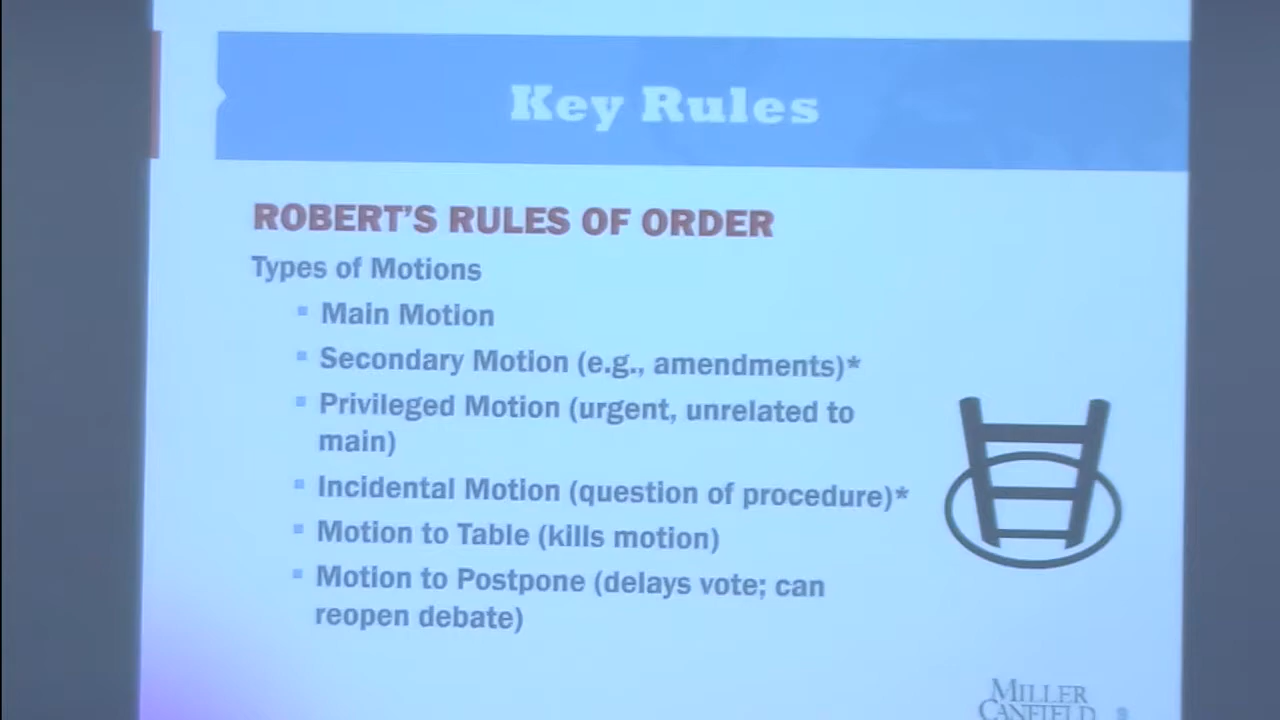 Key Rules
ROBERT'S RULES OF ORDER
Types of Motions
▪ Main Motion
▪ Secondary Motion (e.g., amendments)*
▪ Privileged Motion (urgent, unrelated to
main)
▪ Incidental Motion (question of procedure)*
▪ Motion to Table (kills motion)
▪ Motion to Postpone (delays vote; can
reopen debate)
MILLER
CANFIELD